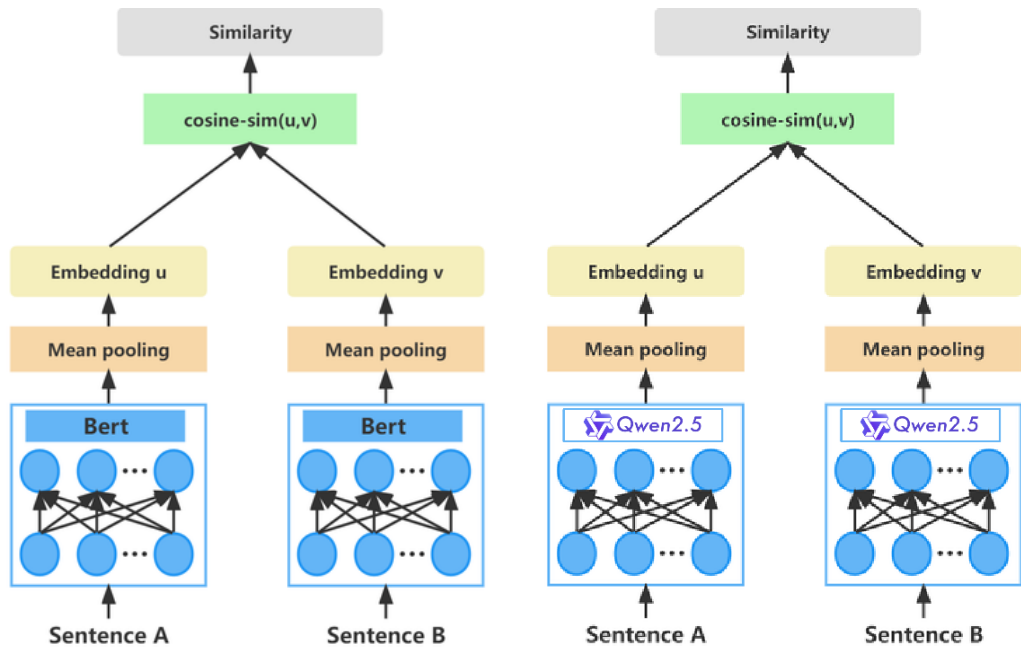 Similarity
cosine-sim(u,v)
Embedding u
Embedding v
Mean pooling
Mean pooling
Bert
Bert
...
...
...
...
Sentence A
Sentence B
Similarity
cosine-sim(u,v)
Embedding u
Embedding v
Mean pooling
Mean pooling
Qwen2.5
Qwen2.5
...
...
...
...
Sentence A
Sentence B